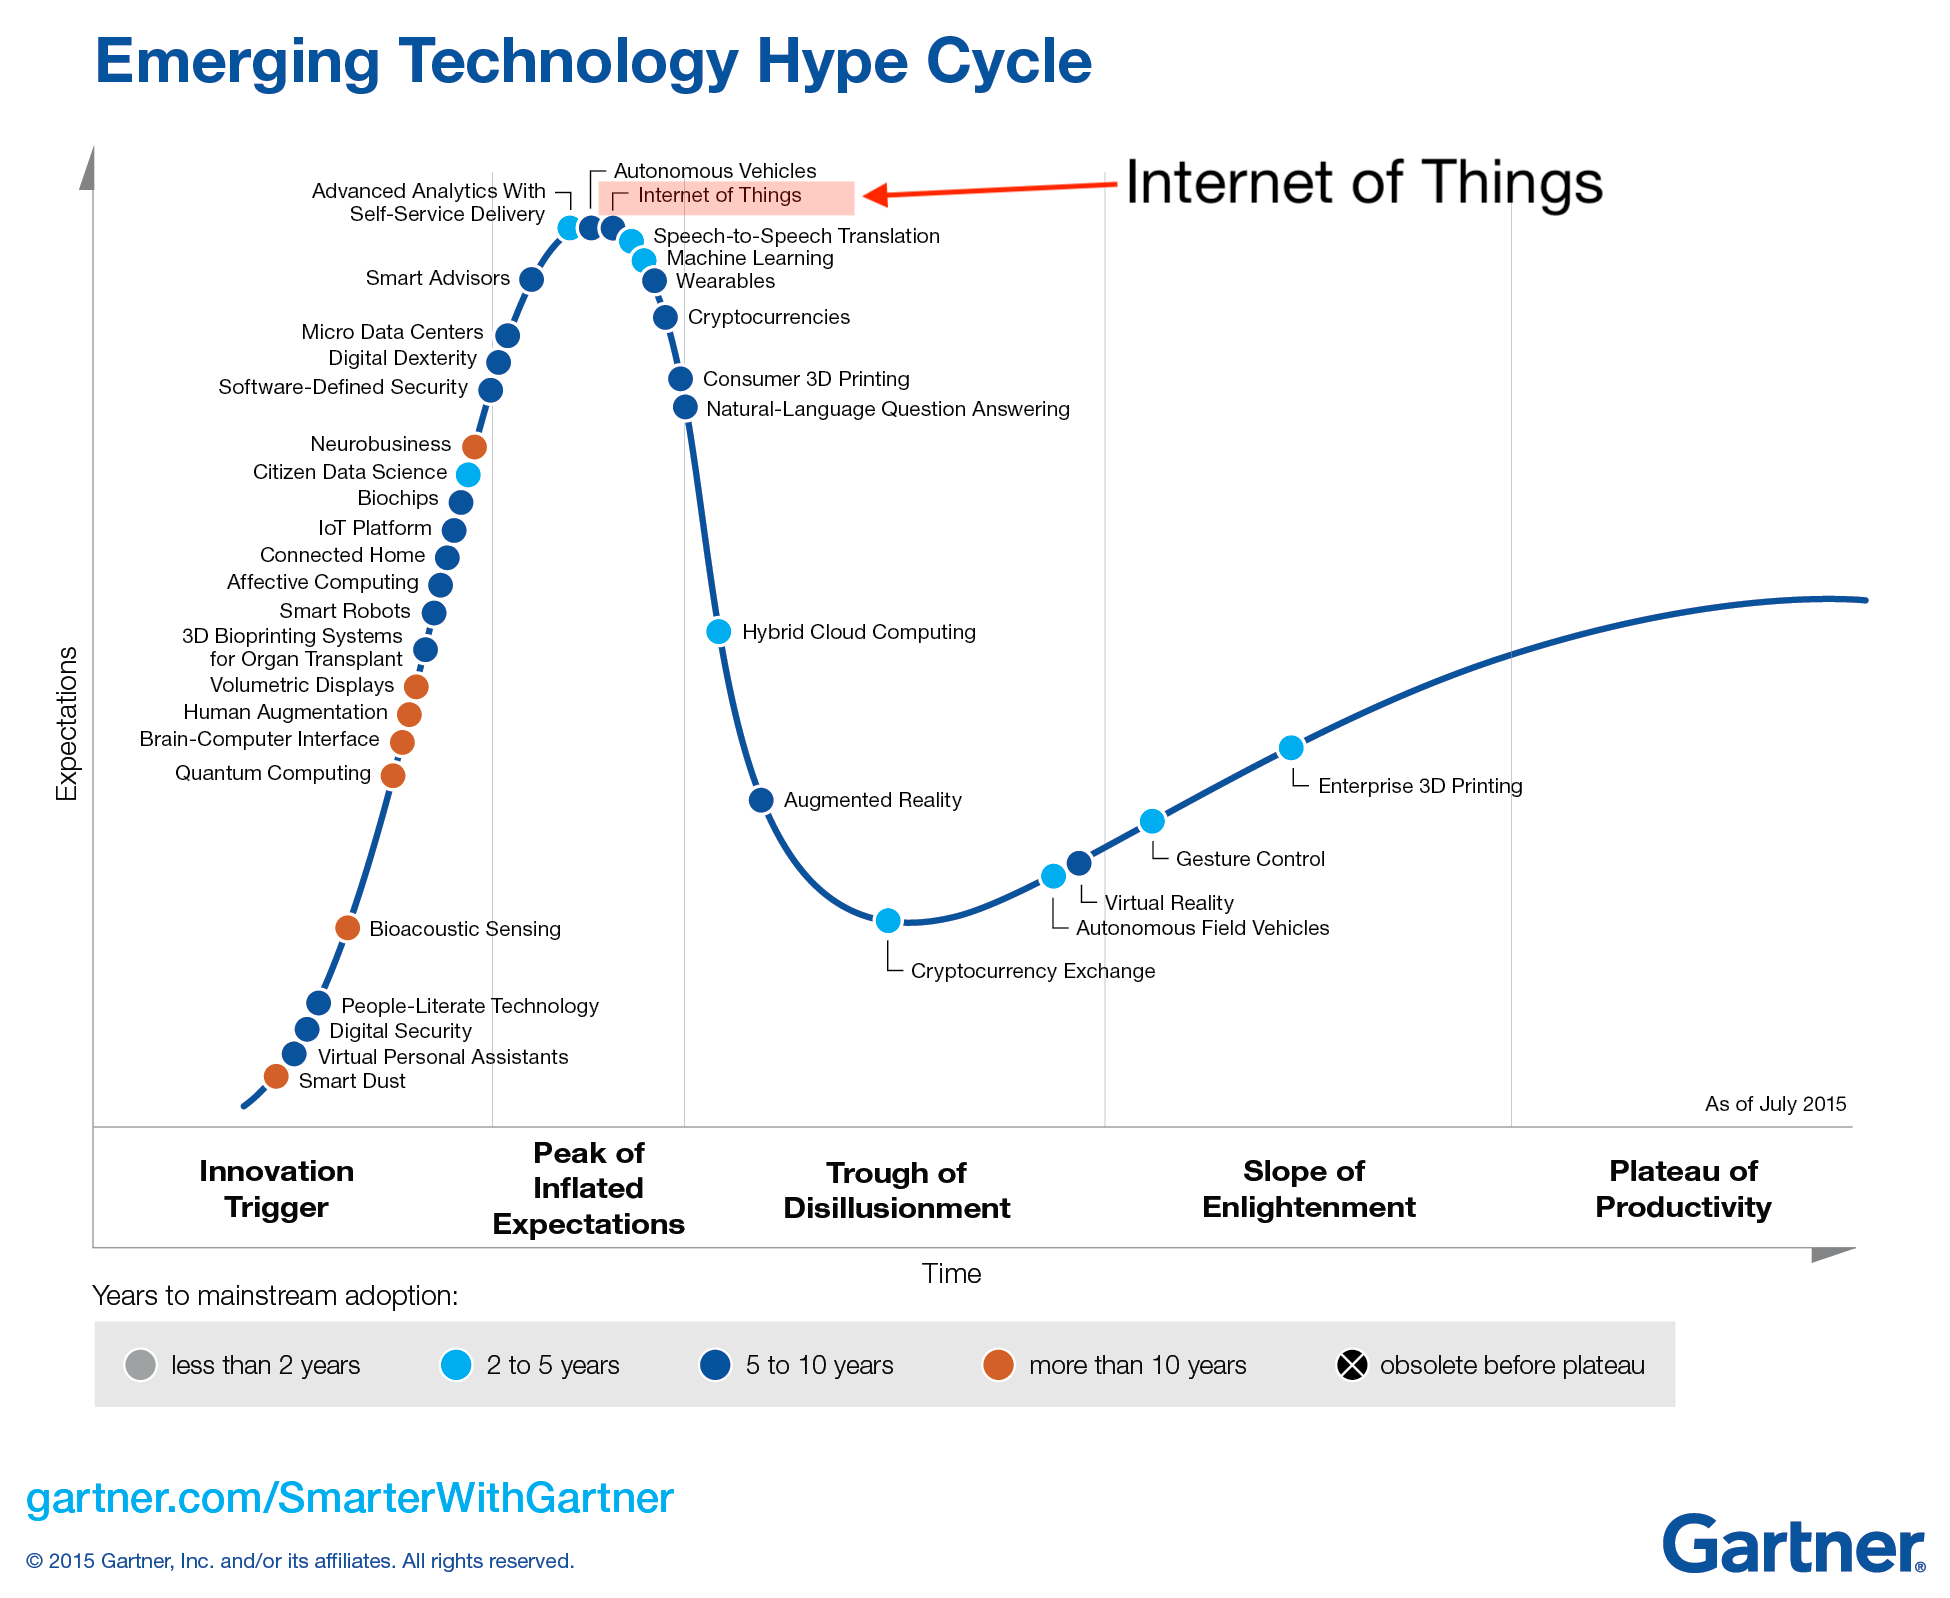 Emerging Technology Hype Cycle
Internet of Things
Autonomous Vehicles
Internet of Things
Advanced Analytics With
Self-Service Delivery
Speech-to-Speech Translation
Machine Learning
Wearables
Smart Advisors
Cryptocurrencies
Micro Data Centers
Digital Dexterity
Software-Defined Security
Consumer 3D Printing
Natural-Language Question Answering
Neurobusiness
Citizen Data Science
Biochips
IoT Platform
Connected Home
Affective Computing
Smart Robots
3D Bioprinting Systems
for Organ Transplant
Volumetric Displays
Human Augmentation
Brain-Computer Interface
Quantum Computing
Hybrid Cloud Computing
Augmented Reality
Enterprise 3D Printing
Gesture Control
Virtual Reality
Autonomous Field Vehicles
Cryptocurrency Exchange
Bioacoustic Sensing
People-Literate Technology
Digital Security
Virtual Personal Assistants
Smart Dust
Expectations
As of July 2015
Innovation
Trigger
Peak of
Inflated
Expectations
Trough of
Disillusionment
Slope of
Enlightenment
Plateau of
Productivity
Time
Years to mainstream adoption:
less than 2 years
2 to 5 years
5 to 10 years
more than 10 years
obsolete before plateau
gartner.com/SmarterWithGartner
© 2015 Gartner, Inc. and/or its affiliates. All rights reserved.
Gartner®